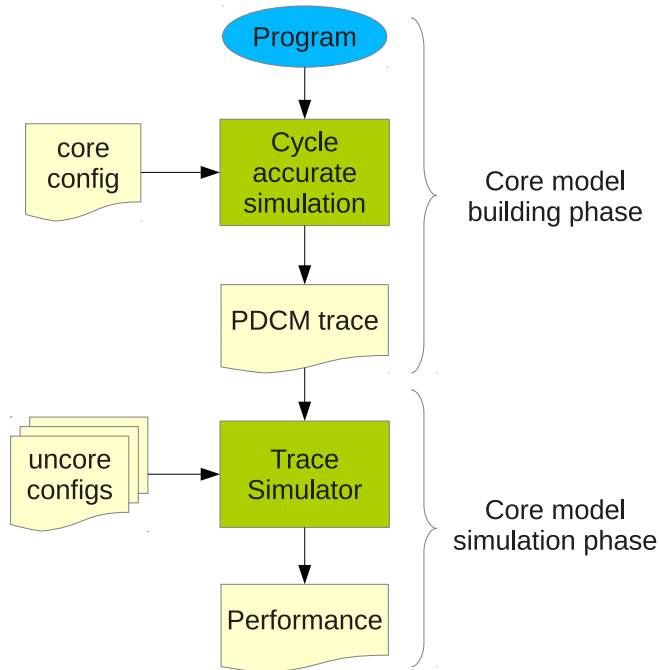 Program
core
config
Cycle
accurate
simulation
Core model
building phase
PDCM trace
uncore
configs
Trace
Simulator
Core model
simulation phase
Performance